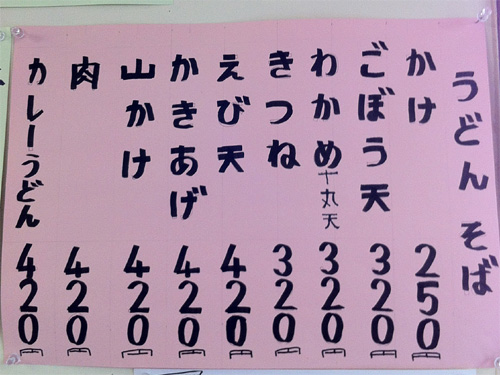 うどん そば
かけ 250円
ごぼう天 320円
わかめ十丸天 320円
きつね 320円
えび天 420円
かきあげ 420円
山かけ 420円
肉 420円
カレーうどん 420円